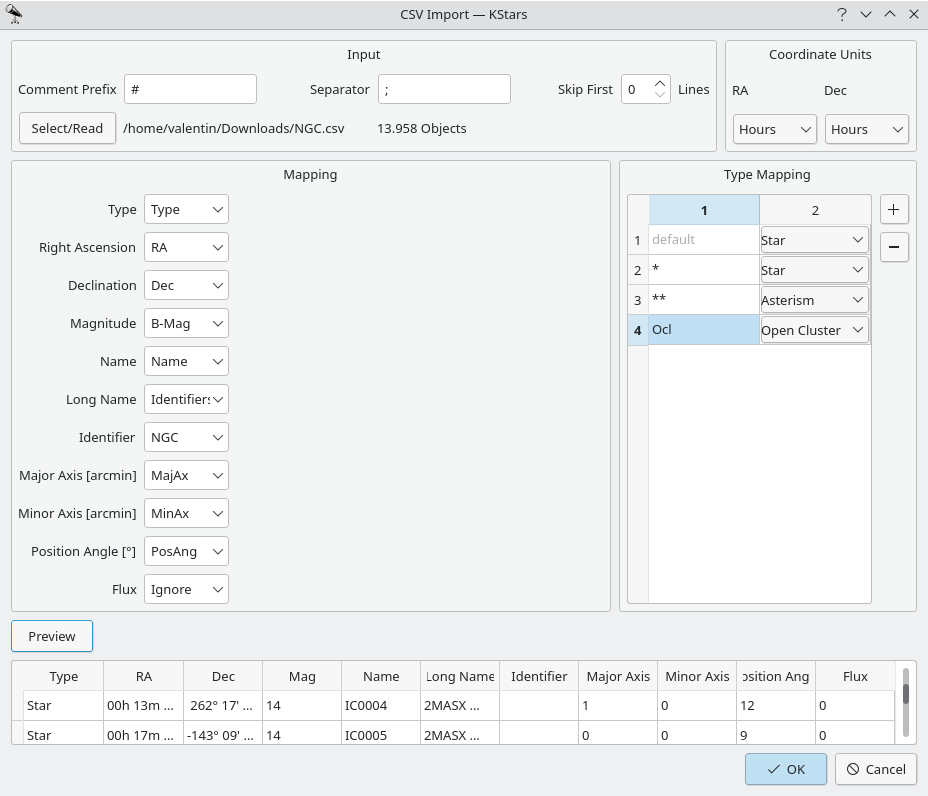 CSV Import — KStars
Input
Comment Prefix # Separator ; Skip First 0 Lines
Select/Read /home/valentin/Downloads/NGC.csv 13.958 Objects
Coordinate Units
RA Dec
Hours Hours
Mapping
Type Type
Right Ascension RA
Declination Dec
Magnitude B-Mag
Name Name
Long Name Identifiers
Identifier NGC
Major Axis [arcmin] MajAx
Minor Axis [arcmin] MinAx
Position Angle [°] PosAng
Flux Ignore
Type Mapping
1 2
1 default Star
2 * Star
3 ** Asterism
4 Ocl Open Cluster
+
−
Preview
Type RA Dec Mag Name Long Name Identifier Major Axis Minor Axis osition Ang Flux
Star 00h 13m ... 262° 17' ... 14 IC0004 2MASX ... 1 0 12 0
Star 00h 17m ... -143° 09' ... 14 IC0005 2MASX ... 0 0 9 0
OK Cancel